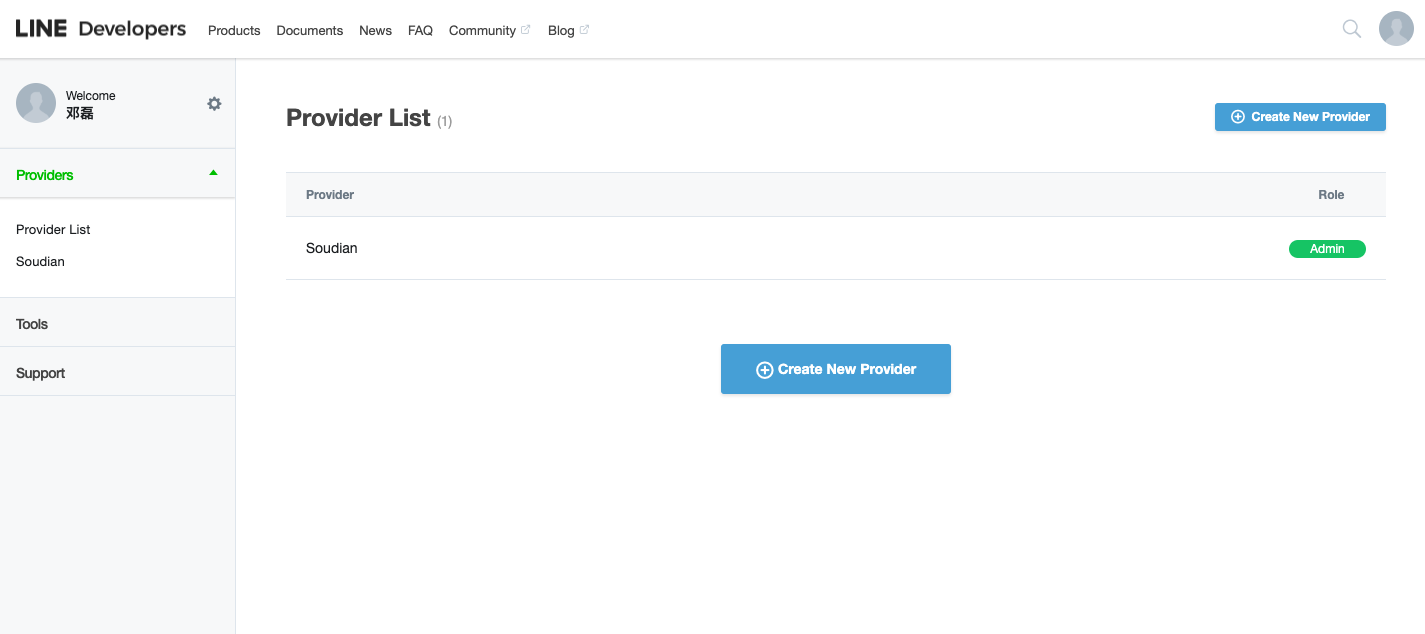 LINE Developers Products Documents News FAQ Community Blog
Welcome
邓磊
Providers
Provider List
Soudian
Tools
Support
Provider List (1)
Create New Provider
Provider Role
Soudian Admin
Create New Provider